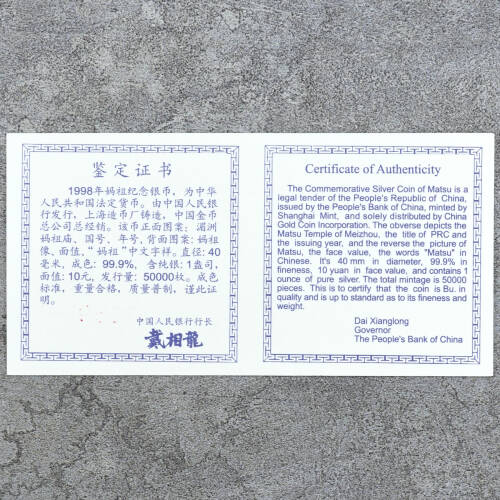 鉴定证书
1998年妈祖纪念银币，为中华
人民共和国法定货币。由中国人民银
行发行，上海造币厂铸造，中国金币
总公司总经销。该币正面图案：湄洲
妈祖庙、国号、年号，背面图案：妈祖
像、面值、“妈祖”中文字样。直径：40
毫米，成色：99.9%，含纯银：1盎司，
面值：10元，发行量：50000枚。成色
标准，重量合格，质量普制，谨此证
明。
中国人民银行行长
戴相龍
Certificate of Authenticity
The Commemorative Silver Coin of Matsu is a
legal tender of the People's Republic of China,
issued by the People's Bank of China, minted by
Shanghai Mint, and solely distributed by China
Gold Coin Incorporation. The obverse depicts the
Matsu Temple of Meizhou, the title of PRC and
the issuing year, and the reverse the picture of
Matsu, the face value, the words "Matsu" in
Chinese. It's 40 mm in diameter, 99.9% in
fineness, 10 yuan in face value, and contains 1
ounce of pure silver. The total mintage is 50000
pieces. This is to certify that the coin is Bu. in
quality and is up to standard as to its fineness and
weight.
Dai Xianglong
Governor
The People's Bank of China